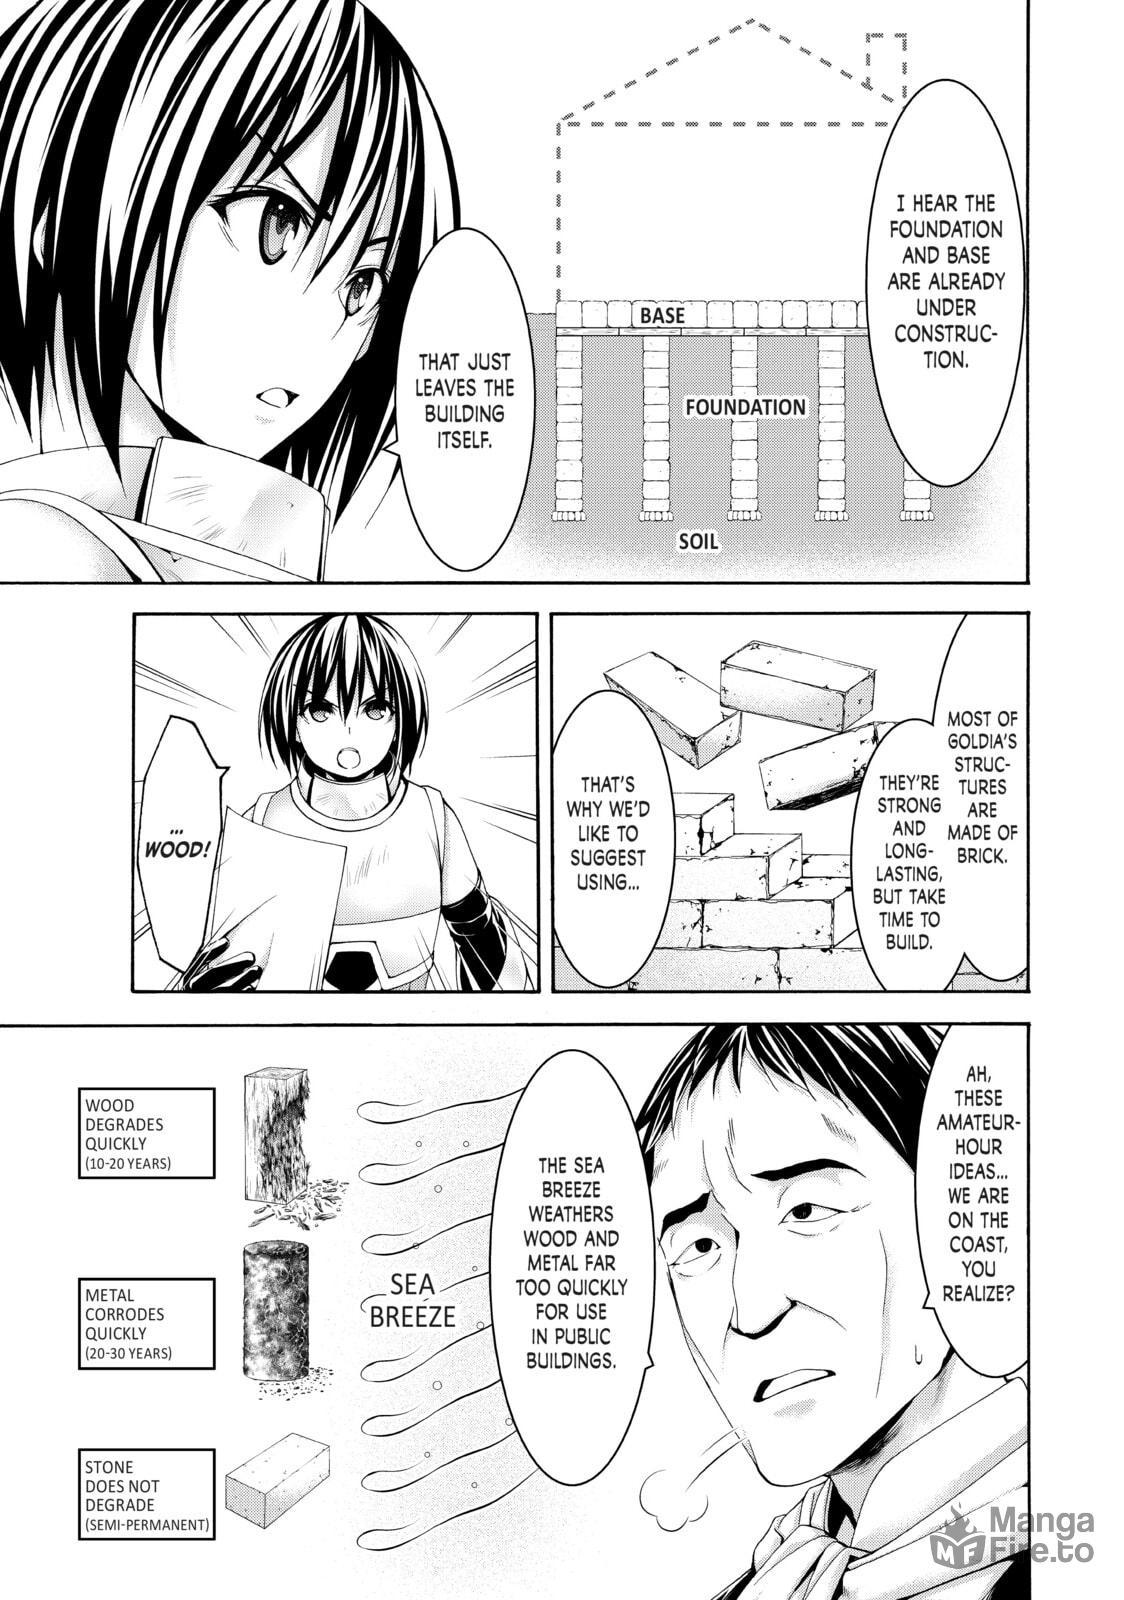 I HEAR THE
FOUNDATION
AND BASE
ARE ALREADY
UNDER
CONSTRUC-
TION.
BASE
FOUNDATION
SOIL
THAT JUST
LEAVES THE
BUILDING
ITSELF.
MOST OF
GOLDIA'S
STRUC-
TURES
ARE
MADE OF
BRICK.
THEY'RE
STRONG
AND
LONG-
LASTING,
BUT TAKE
TIME TO
BUILD.
THAT'S
WHY WE'D
LIKE TO
SUGGEST
USING...
...
WOOD!
AH,
THESE
AMATEUR-
HOUR
IDEAS...
WE ARE
ON THE
COAST,
YOU
REALIZE?
THE SEA
BREEZE
WEATHERS
WOOD AND
METAL FAR
TOO QUICKLY
FOR USE
IN PUBLIC
BUILDINGS.
SEA
BREEZE
WOOD
DEGRADES
QUICKLY
(10-20 YEARS)
METAL
CORRODES
QUICKLY
(20-30 YEARS)
STONE
DOES NOT
DEGRADE
(SEMI-PERMANENT)
MF
Manga
Fire.to